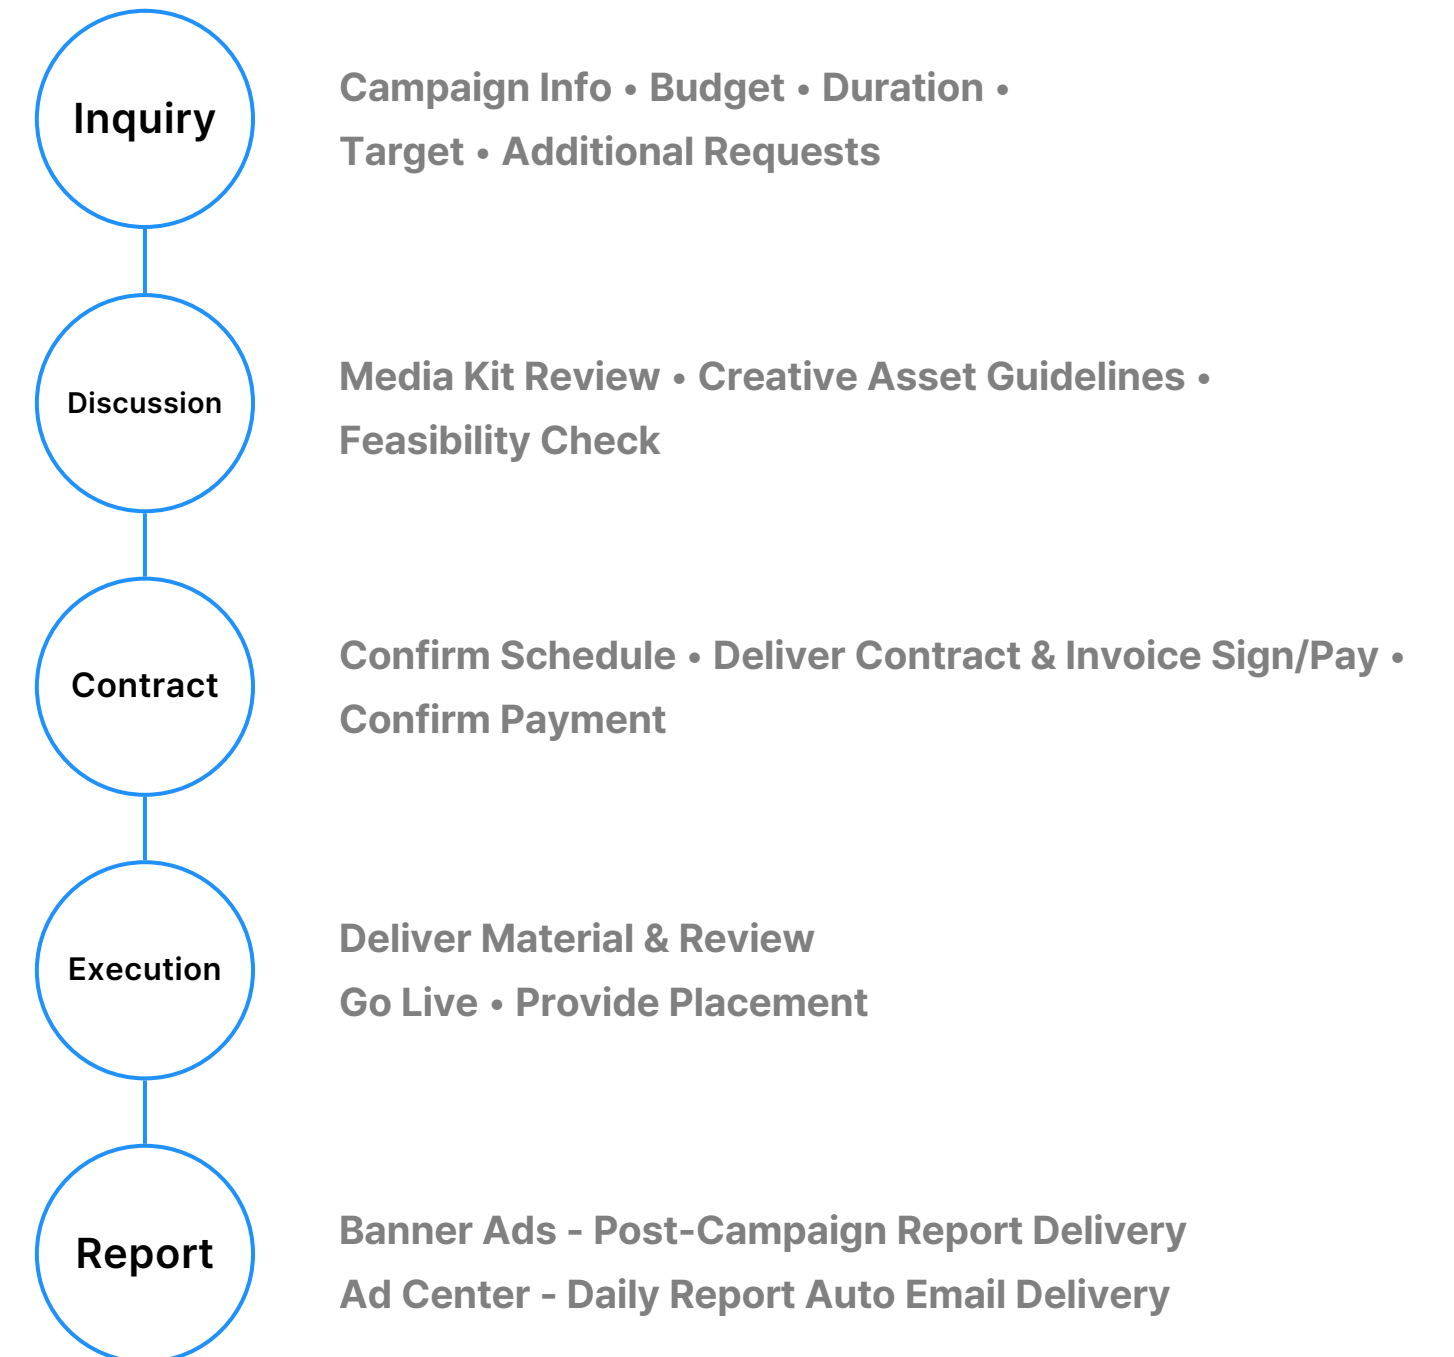 Inquiry
Campaign Info • Budget • Duration •
Target • Additional Requests
Discussion
Media Kit Review • Creative Asset Guidelines •
Feasibility Check
Contract
Confirm Schedule • Deliver Contract & Invoice Sign/Pay •
Confirm Payment
Execution
Deliver Material & Review
Go Live • Provide Placement
Report
Banner Ads - Post-Campaign Report Delivery
Ad Center - Daily Report Auto Email Delivery